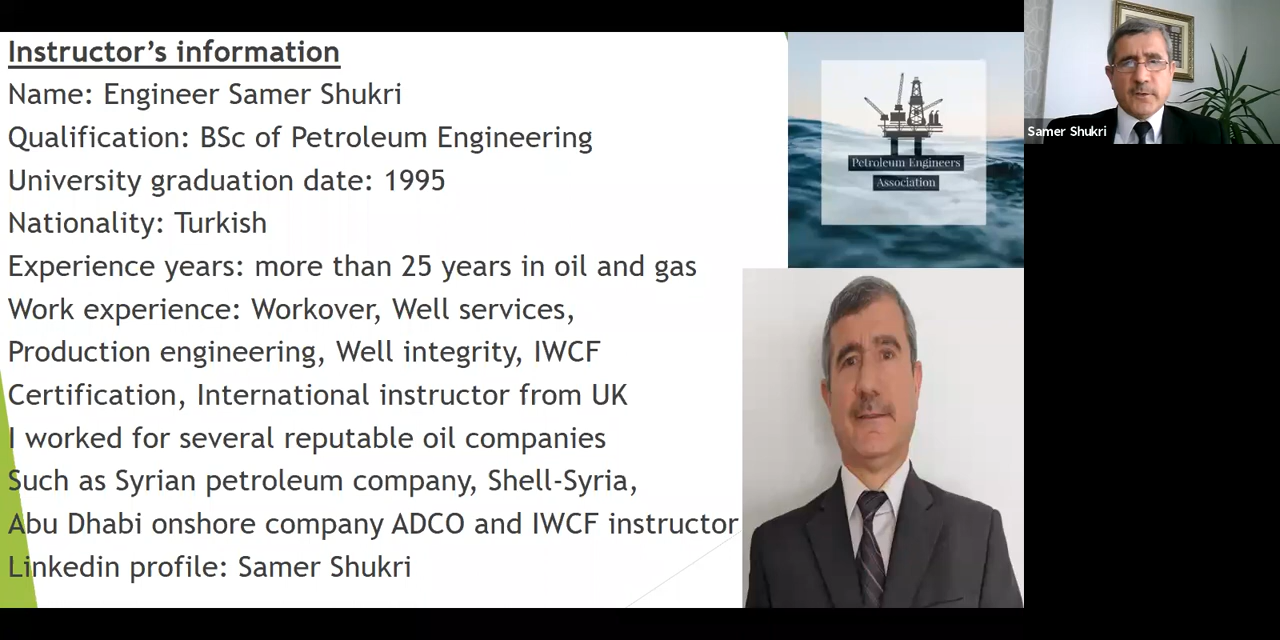 Instructor's information
Name: Engineer Samer Shukri
Qualification: BSc of Petroleum Engineering
University graduation date: 1995
Nationality: Turkish
Experience years: more than 25 years in oil and gas
Work experience: Workover, Well services,
Production engineering, Well integrity, IWCF
Certification, International instructor from UK
I worked for several reputable oil companies
Such as Syrian petroleum company, Shell-Syria,
Abu Dhabi onshore company ADCO and IWCF instructor
Linkedin profile: Samer Shukri
Petroleum Engineers
Association
Samer Shukri